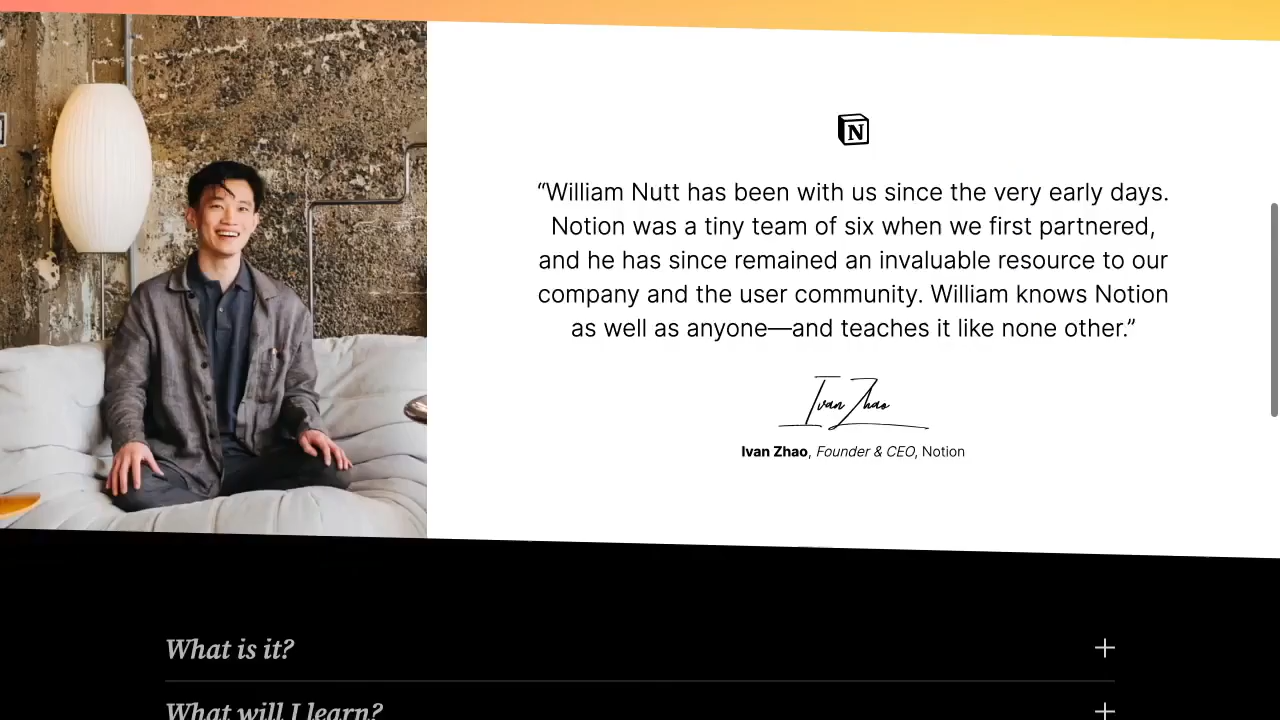 N
“William Nutt has been with us since the very early days.
Notion was a tiny team of six when we first partnered,
and he has since remained an invaluable resource to our
company and the user community. William knows Notion
as well as anyone—and teaches it like none other.”
Ivan Zhao
Ivan Zhao, Founder & CEO, Notion
What is it?
What will I learn?